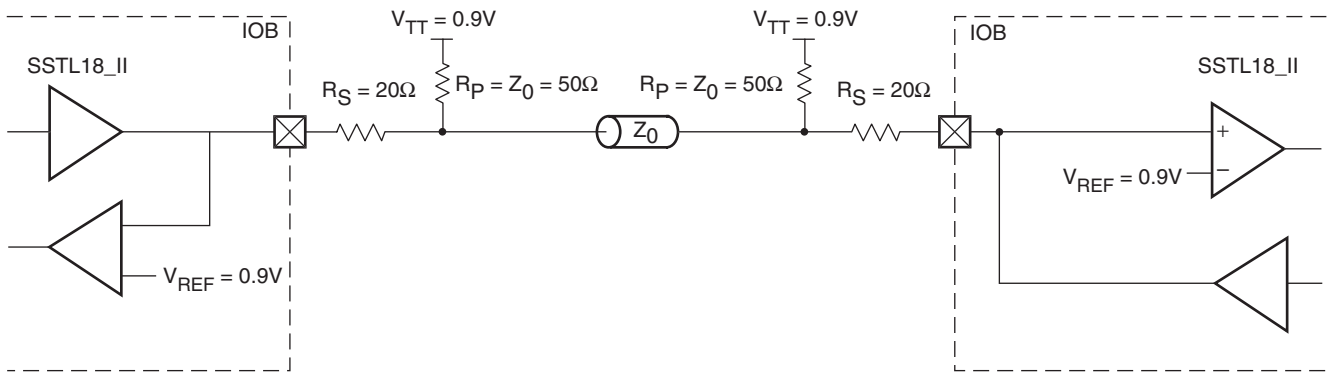 IOB
SSTL18_II
V_TT = 0.9V
R_S = 20Ω
R_P = Z_0 = 50Ω
V_REF = 0.9V
Z_0
V_TT = 0.9V
R_P = Z_0 = 50Ω
R_S = 20Ω
IOB
SSTL18_II
+
–
V_REF = 0.9V